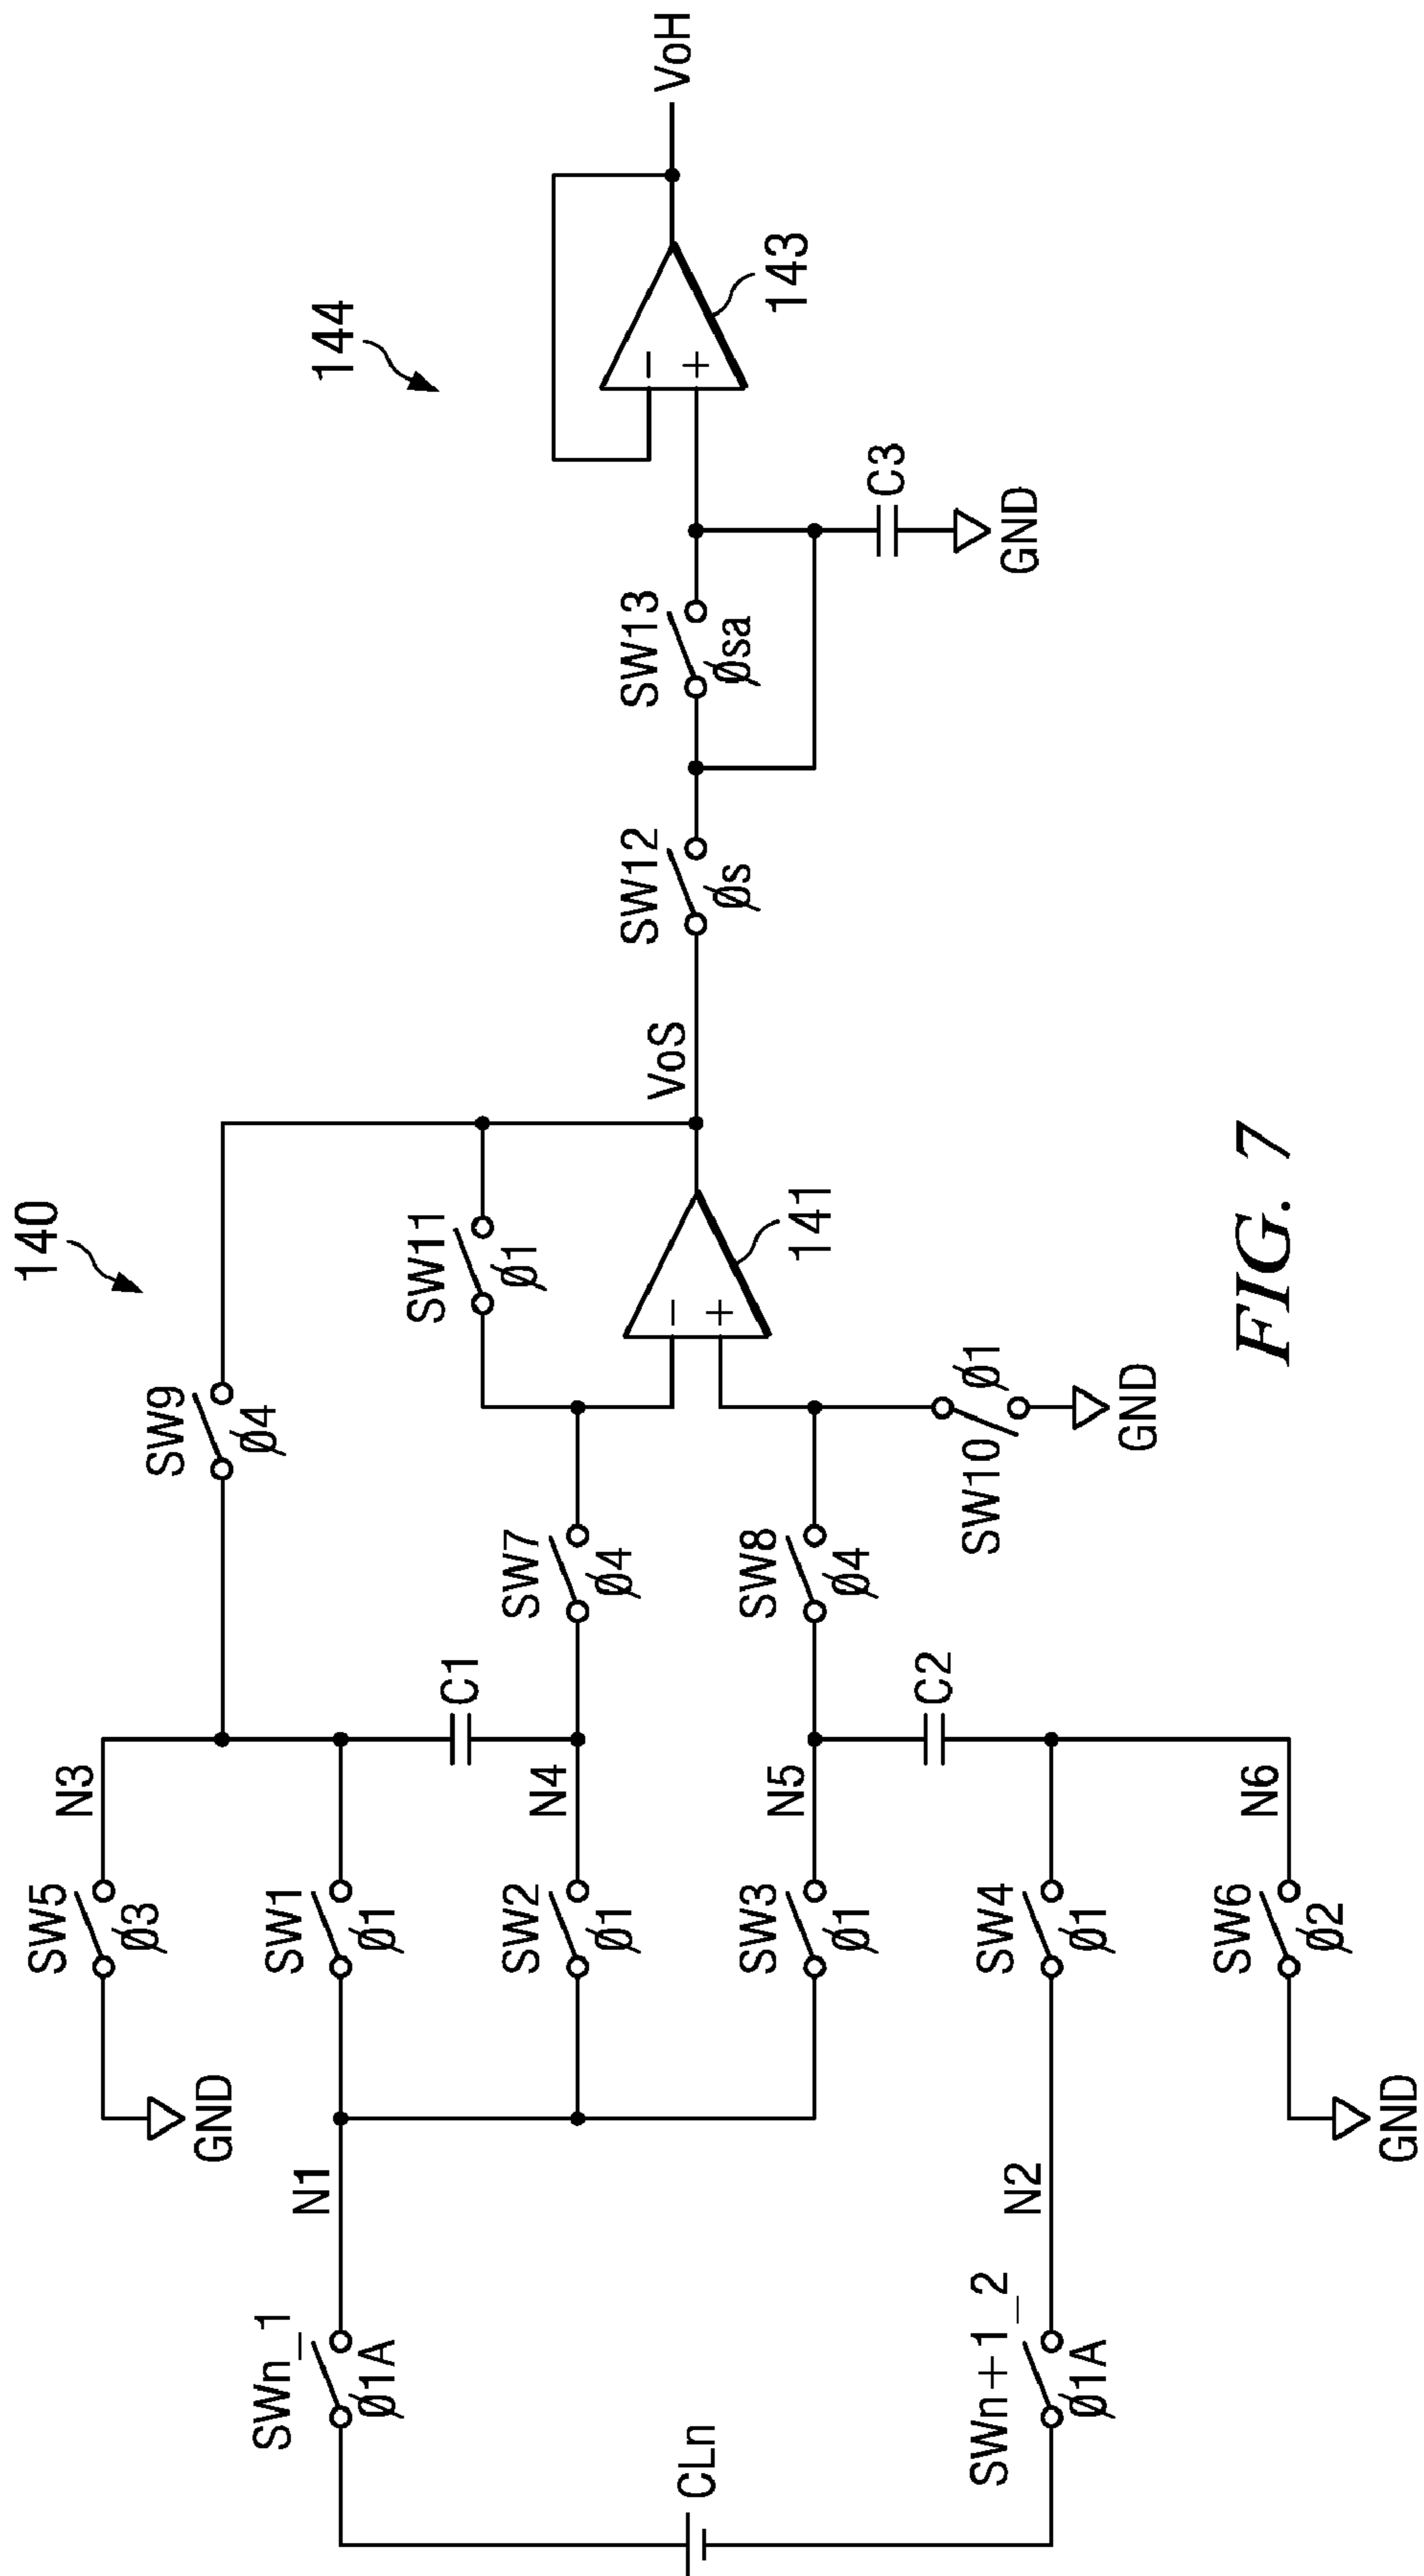 140
144
SW9
Ø4
SW5
Ø3
N3
GND
SWn_1
Ø1A
N1
SW1
Ø1
C1
SW11
Ø1
SW2
Ø1
N4
SW7
Ø4
VoS
SW12
Øs
SW13
Øsa
VoH
-
+
143
-
+
141
CLn
SW3
Ø1
N5
SW8
Ø4
C3
GND
C2
SW10
Ø1
GND
SWn+1_2
Ø1A
N2
SW4
Ø1
SW6
Ø2
N6
GND
FIG. 7